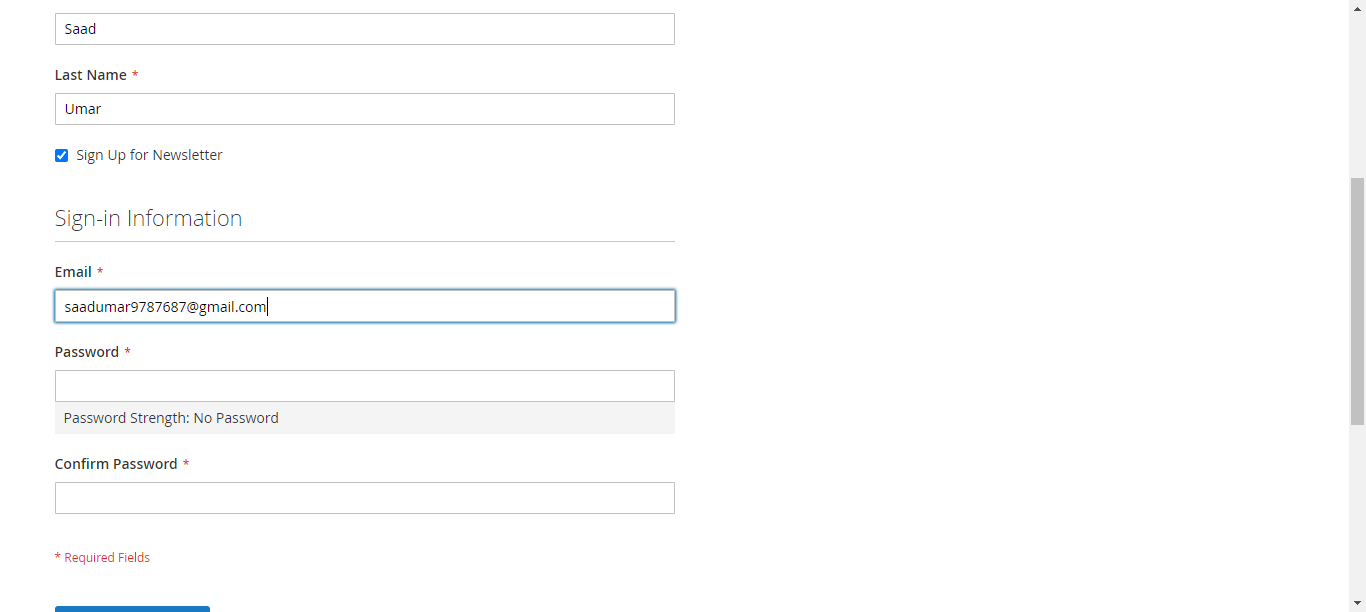 Saad
Last Name *
Umar
Sign Up for Newsletter
Sign-in Information
Email *
saadumar9787687@gmail.com
Password *
Password Strength: No Password
Confirm Password *
* Required Fields